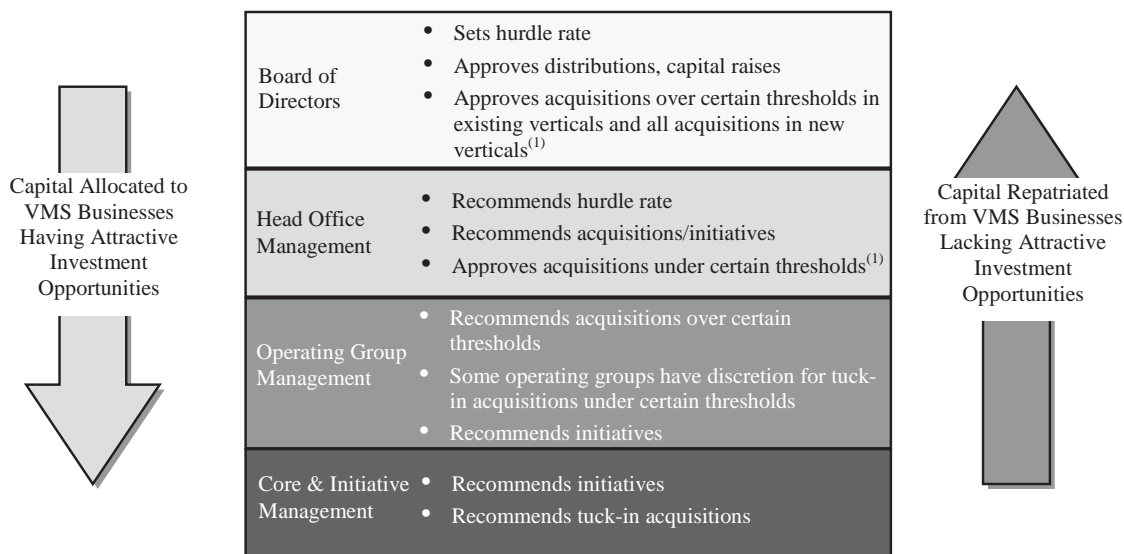 Capital Allocated to
VMS Businesses
Having Attractive
Investment
Opportunities
Board of
Directors
• Sets hurdle rate
• Approves distributions, capital raises
• Approves acquisitions over certain thresholds in
existing verticals and all acquisitions in new
verticals(1)
Head Office
Management
• Recommends hurdle rate
• Recommends acquisitions/initiatives
• Approves acquisitions under certain thresholds(1)
Operating Group
Management
• Recommends acquisitions over certain
thresholds
• Some operating groups have discretion for tuck-
in acquisitions under certain thresholds
• Recommends initiatives
Core & Initiative
Management
• Recommends initiatives
• Recommends tuck-in acquisitions
Capital Repatriated
from VMS Businesses
Lacking Attractive
Investment
Opportunities